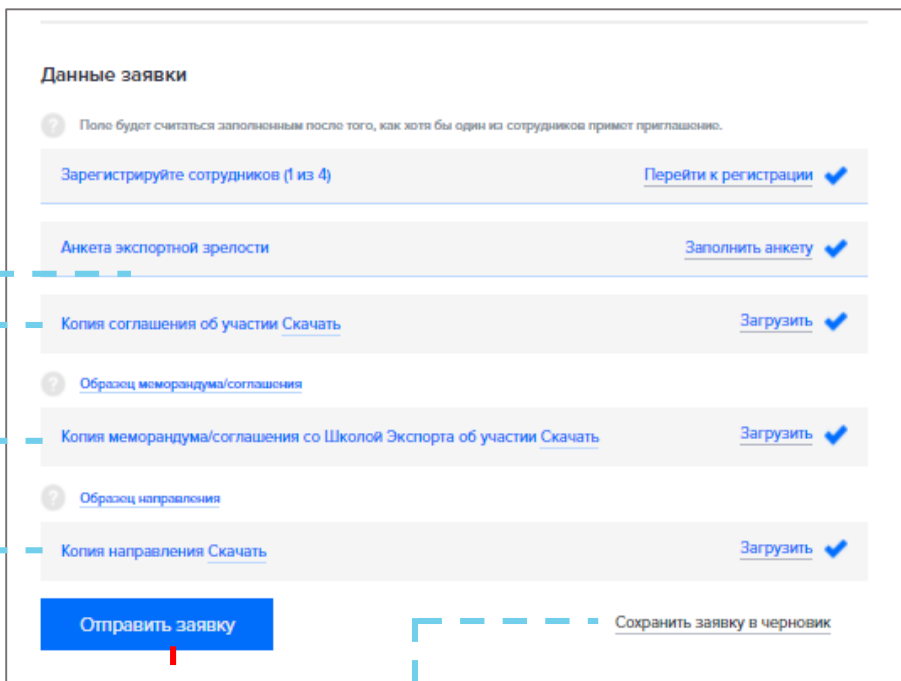 Данные заявки
? Поле будет считаться заполненным после того, как хотя бы один из сотрудников примет приглашение.
Зарегистрируйте сотрудников (1 из 4) Перейти к регистрации
Анкета экспортной зрелости Заполнить анкету
Копия соглашения об участии Скачать Загрузить
? Образец меморандума/соглашения
Копия меморандума/соглашения со Школой Экспорта об участии Скачать Загрузить
? Образец направления
Копия направления Скачать Загрузить
Отправить заявку Сохранить заявку в черновик